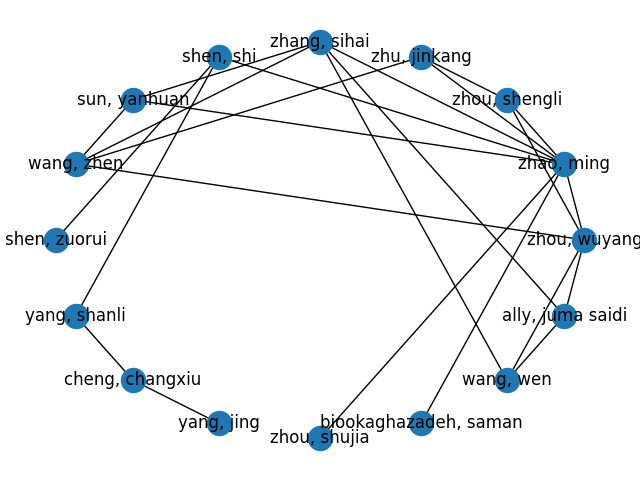 zhang, sihai
shen, shi
zhu, jinkang
sun, yanhuan
zhou, shengli
wang, zhen
zhao, ming
shen, zuorui
zhou, wuyang
yang, shanli
ally, juma saidi
cheng, changxiu
wang, wen
yang, jing
biookaghazadeh, saman
zhou, shujia